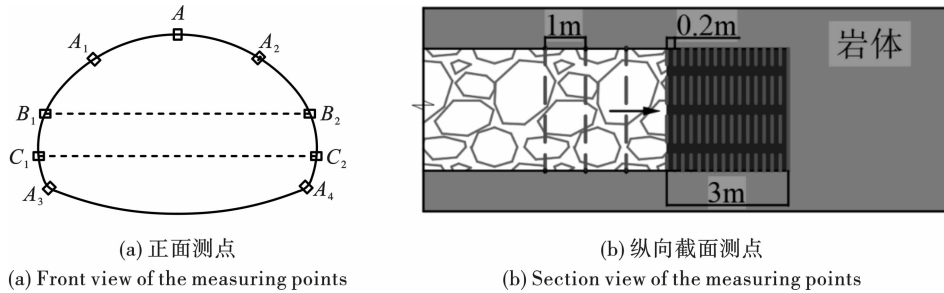 A
A₁
A₂
B₁
B₂
C₁
C₂
A₃
A₄
1m
0.2m
岩体
3m
(a) 正面测点
(b) 纵向截面测点
(a) Front view of the measuring points
(b) Section view of the measuring points